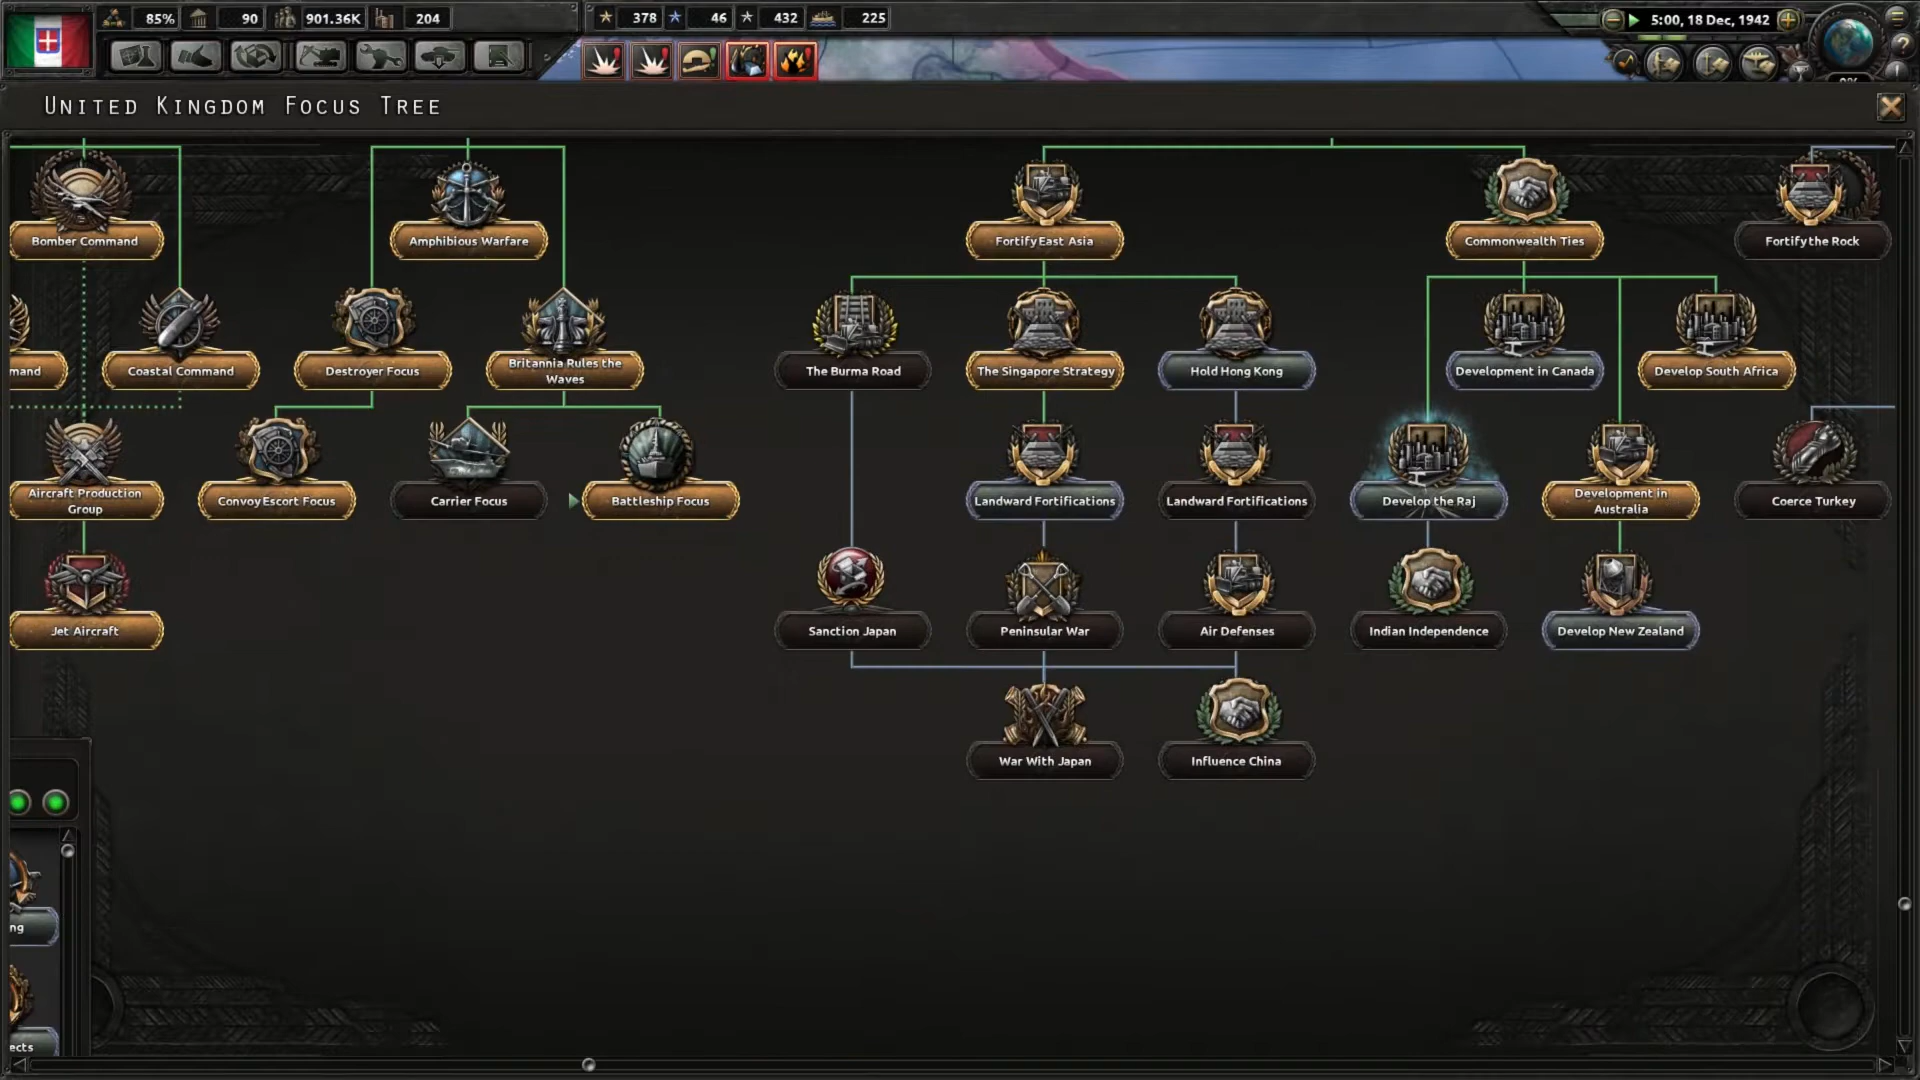 85%
90
901.36K
204
378
46
432
225
5:00, 18 Dec, 1942
United Kingdom Focus Tree
Bomber Command
Amphibious Warfare
Fortify East Asia
Commonwealth Ties
Fortify the Rock
mand
Coastal Command
Destroyer Focus
Britannia Rules the
Waves
The Burma Road
The Singapore Strategy
Hold Hong Kong
Development in Canada
Develop South Africa
Aircraft Production
Group
Convoy Escort Focus
Carrier Focus
Battleship Focus
Landward Fortifications
Landward Fortifications
Develop the Raj
Development in
Australia
Coerce Turkey
Jet Aircraft
Sanction Japan
Peninsular War
Air Defenses
Indian Independence
Develop New Zealand
War With Japan
Influence China
ng
ects